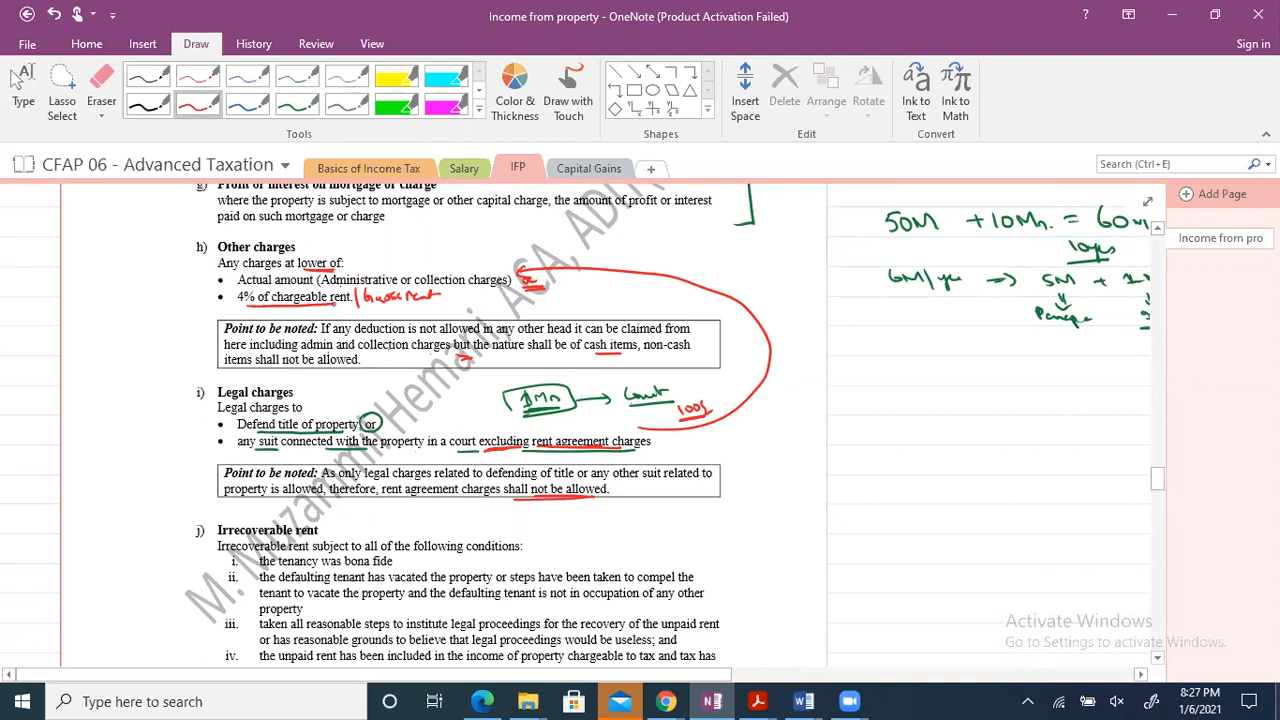 Income from property - OneNote (Product Activation Failed)
? Sign in
File Home Insert Draw History Review View
Type Lasso Select Eraser Color & Thickness Draw with Touch Insert Space Delete Arrange Rotate Ink to Text Ink to Math
Tools Shapes Edit Convert
CFAP 06 - Advanced Taxation Basics of Income Tax Salary IFP Capital Gains Search (Ctrl+E)
Add Page
Income from pro
g) Profit or interest on mortgage or charge
where the property is subject to mortgage or other capital charge, the amount of profit or interest
paid on such mortgage or charge
50M + 10Mn. = 60m
h) Other charges
Any charges at lower of:
Actual amount (Administrative or collection charges) or
4% of chargeable rent. / Gross rent
5M +
Point to be noted: If any deduction is not allowed in any other head it can be claimed from
here including admin and collection charges but the nature shall be of cash items, non-cash
items shall not be allowed.
i) Legal charges
Legal charges to
Court
Defend title of property, or
any suit connected with the property in a court excluding rent agreement charges
Point to be noted: As only legal charges related to defending of title or any other suit related to
property is allowed, therefore, rent agreement charges shall not be allowed.
j) Irrecoverable rent
Irrecoverable rent subject to all of the following conditions:
i. the tenancy was bona fide
ii. the defaulting tenant has vacated the property or steps have been taken to compel the
tenant to vacate the property and the defaulting tenant is not in occupation of any other
property
iii. taken all reasonable steps to institute legal proceedings for the recovery of the unpaid rent
or has reasonable grounds to believe that legal proceedings would be useless; and
iv. the unpaid rent has been included in the income of property chargeable to tax and tax has
M. Muzammil Hemani, ACA, ADIT
Activate Windows
Go to Settings to activate Windows.
Type here to search
8:27 PM
1/6/2021